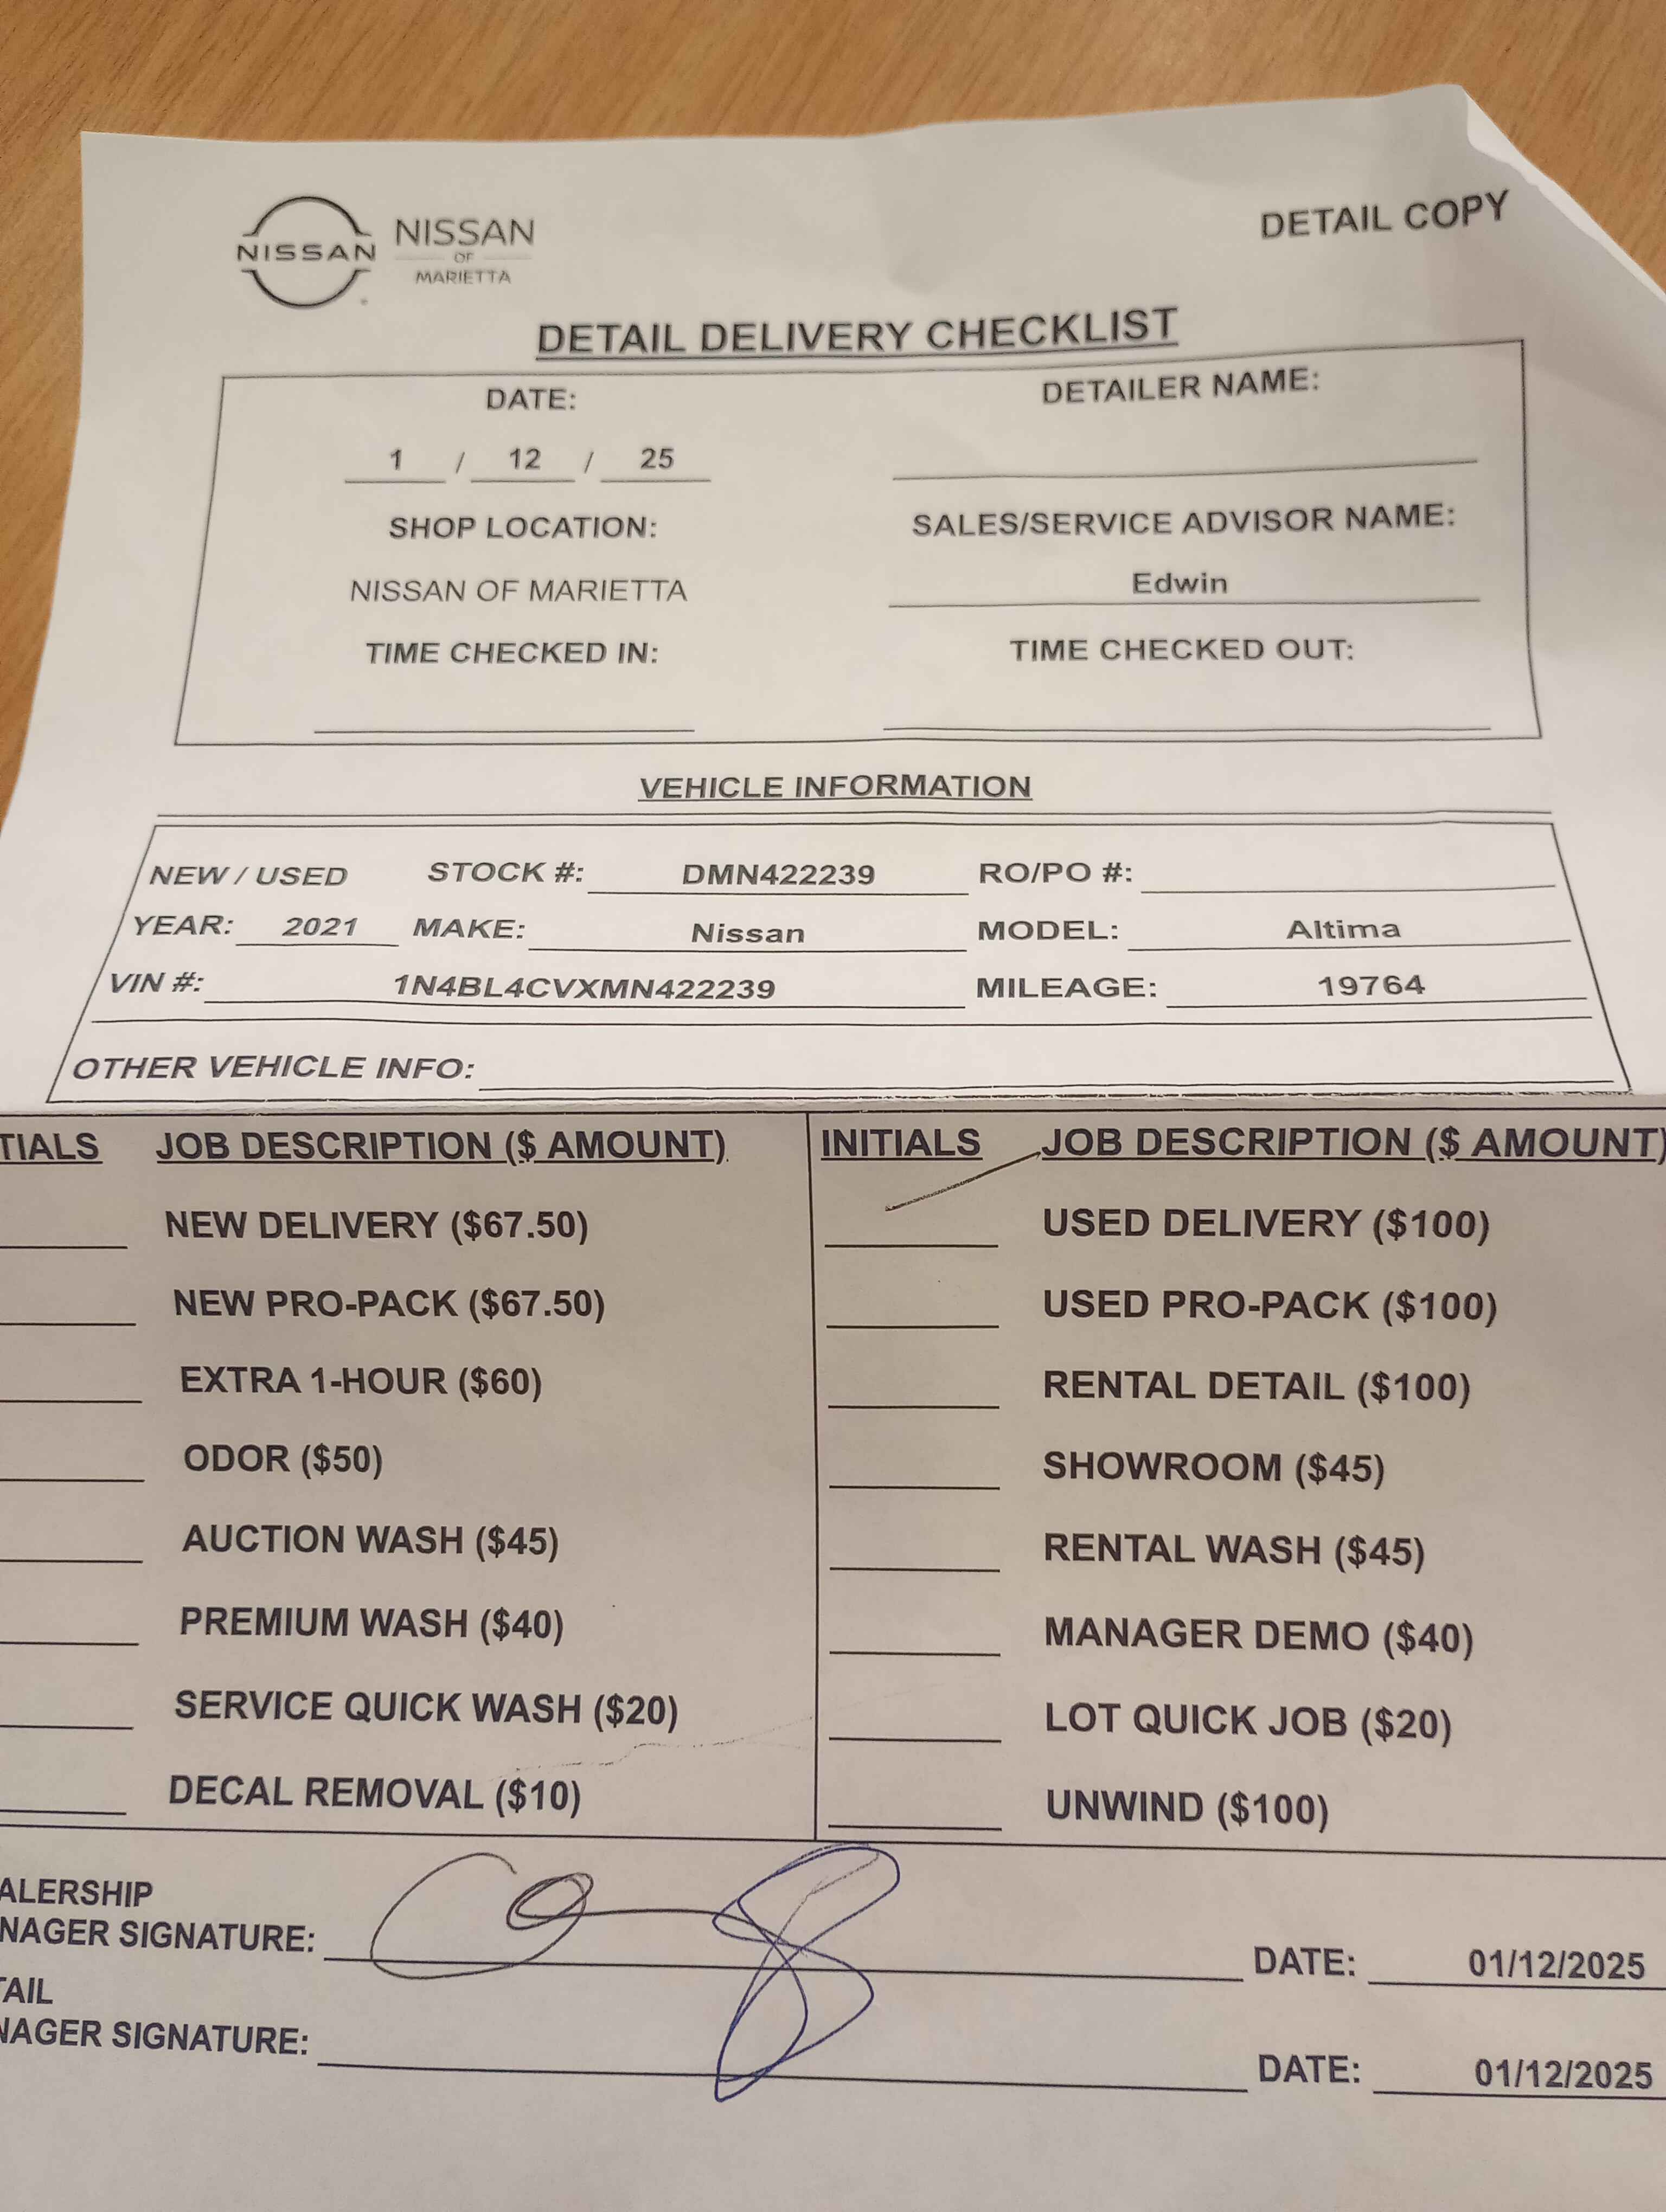 NISSAN
NISSAN
OF
MARIETTA
DETAIL COPY
DETAIL DELIVERY CHECKLIST
DATE:
DETAILER NAME:
1 / 12 / 25
SHOP LOCATION:
SALES/SERVICE ADVISOR NAME:
NISSAN OF MARIETTA
Edwin
TIME CHECKED IN:
TIME CHECKED OUT:
VEHICLE INFORMATION
NEW / USED STOCK #: DMN422239 RO/PO #:
YEAR: 2021 MAKE: Nissan MODEL: Altima
VIN #: 1N4BL4CVXMN422239 MILEAGE: 19764
OTHER VEHICLE INFO:
TIALS JOB DESCRIPTION ($ AMOUNT) INITIALS JOB DESCRIPTION ($ AMOUNT)
NEW DELIVERY ($67.50) USED DELIVERY ($100)
NEW PRO-PACK ($67.50) USED PRO-PACK ($100)
EXTRA 1-HOUR ($60) RENTAL DETAIL ($100)
ODOR ($50) SHOWROOM ($45)
AUCTION WASH ($45) RENTAL WASH ($45)
PREMIUM WASH ($40) MANAGER DEMO ($40)
SERVICE QUICK WASH ($20) LOT QUICK JOB ($20)
DECAL REMOVAL ($10) UNWIND ($100)
ALERSHIP
NAGER SIGNATURE: DATE: 01/12/2025
TAIL
NAGER SIGNATURE: DATE: 01/12/2025